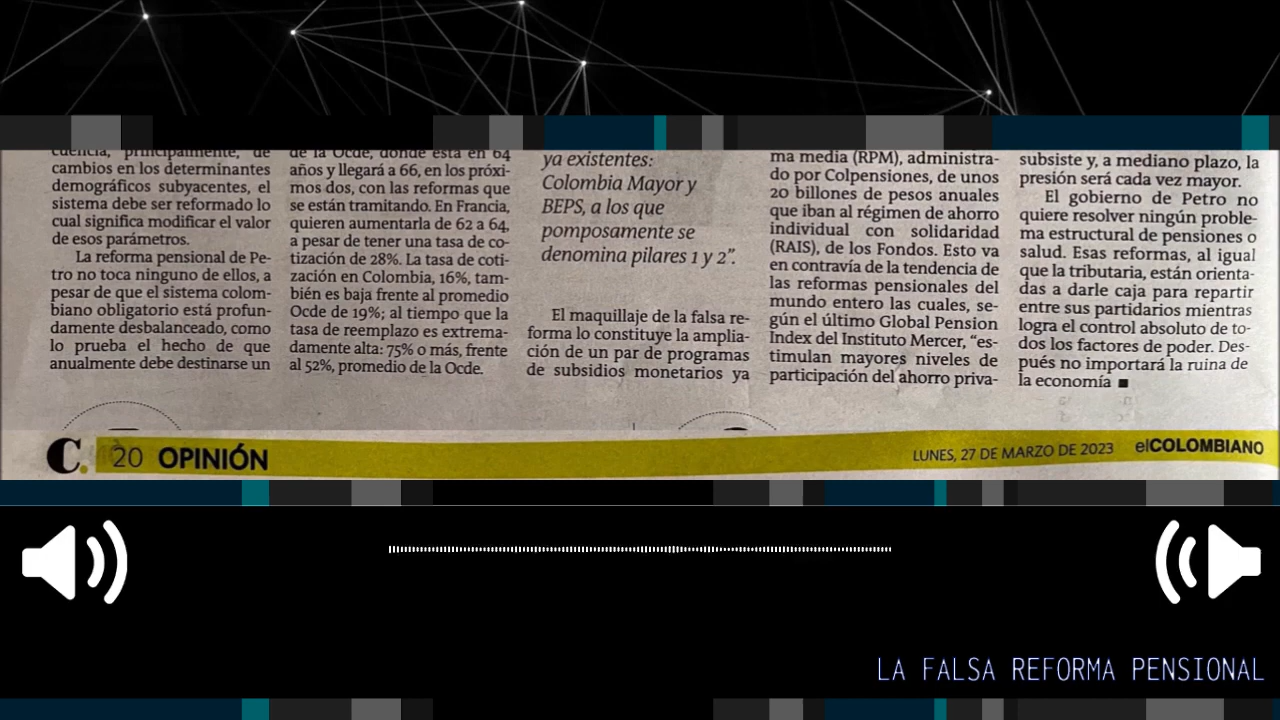 cuencia, principalmente, de
cambios en los determinantes
demográficos subyacentes, el
sistema debe ser reformado lo
cual significa modificar el valor
de esos parámetros.
La reforma pensional de Pe-
tro no toca ninguno de ellos, a
pesar de que el sistema colom-
biano obligatorio está profun-
damente desbalanceado, como
lo prueba el hecho de que
anualmente debe destinarse un
de la Ocde, donde está en 64
años y llegará a 66, en los próxi-
mos dos, con las reformas que
se están tramitando. En Francia,
quieren aumentarla de 62 a 64,
a pesar de tener una tasa de co-
tización de 28%. La tasa de coti-
zación en Colombia, 16%, tam-
bién es baja frente al promedio
Ocde de 19%; al tiempo que la
tasa de reemplazo es extrema-
damente alta: 75% o más, frente
al 52%, promedio de la Ocde.
ya existentes:
Colombia Mayor y
BEPS, a los que
pomposamente se
denomina pilares 1 y 2”.
El maquillaje de la falsa re-
forma lo constituye la amplia-
ción de un par de programas
de subsidios monetarios ya
ma media (RPM), administra-
do por Colpensiones, de unos
20 billones de pesos anuales
que iban al régimen de ahorro
individual con solidaridad
(RAIS), de los Fondos. Esto va
en contravía de la tendencia de
las reformas pensionales del
mundo entero las cuales, se-
gún el último Global Pension
Index del Instituto Mercer, “es-
timulan mayores niveles de
participación del ahorro priva-
subsiste y, a mediano plazo, la
presión será cada vez mayor.
El gobierno de Petro no
quiere resolver ningún proble-
ma estructural de pensiones o
salud. Esas reformas, al igual
que la tributaria, están orienta-
das a darle caja para repartir
entre sus partidarios mientras
logra el control absoluto de to-
dos los factores de poder. Des-
pués no importará la ruina de
la economía
C. 20 OPINIÓN
LUNES, 27 DE MARZO DE 2023 elCOLOMBIANO
LA FALSA REFORMA PENSIONAL